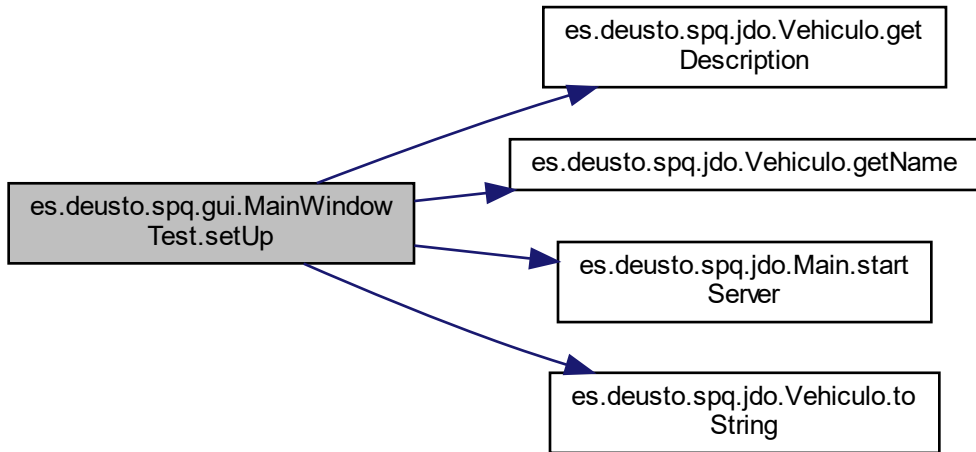 es.deusto.spq.jdo.Vehiculo.get
Description
es.deusto.spq.jdo.Vehiculo.getName
es.deusto.spq.gui.MainWindow
Test.setUp
es.deusto.spq.jdo.Main.start
Server
es.deusto.spq.jdo.Vehiculo.to
String